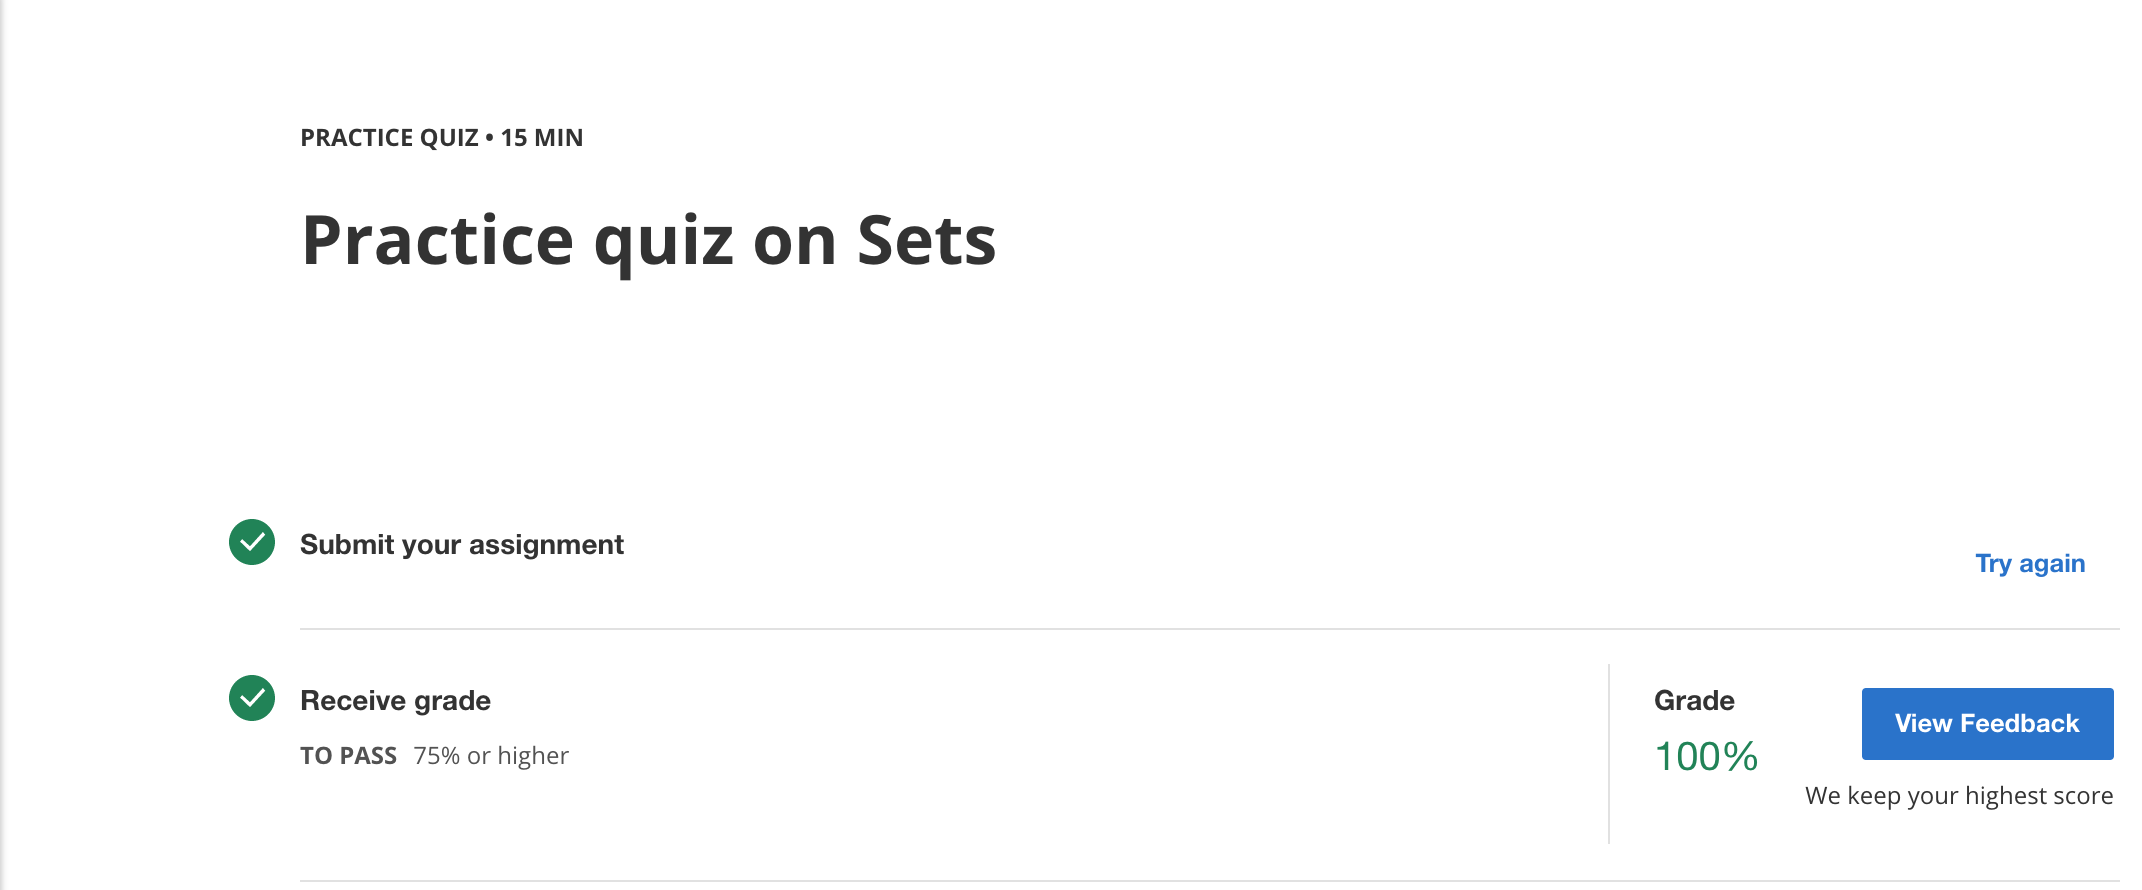 PRACTICE QUIZ • 15 MIN
Practice quiz on Sets
Submit your assignment
Try again
Receive grade
TO PASS 75% or higher
Grade
100%
View Feedback
We keep your highest score